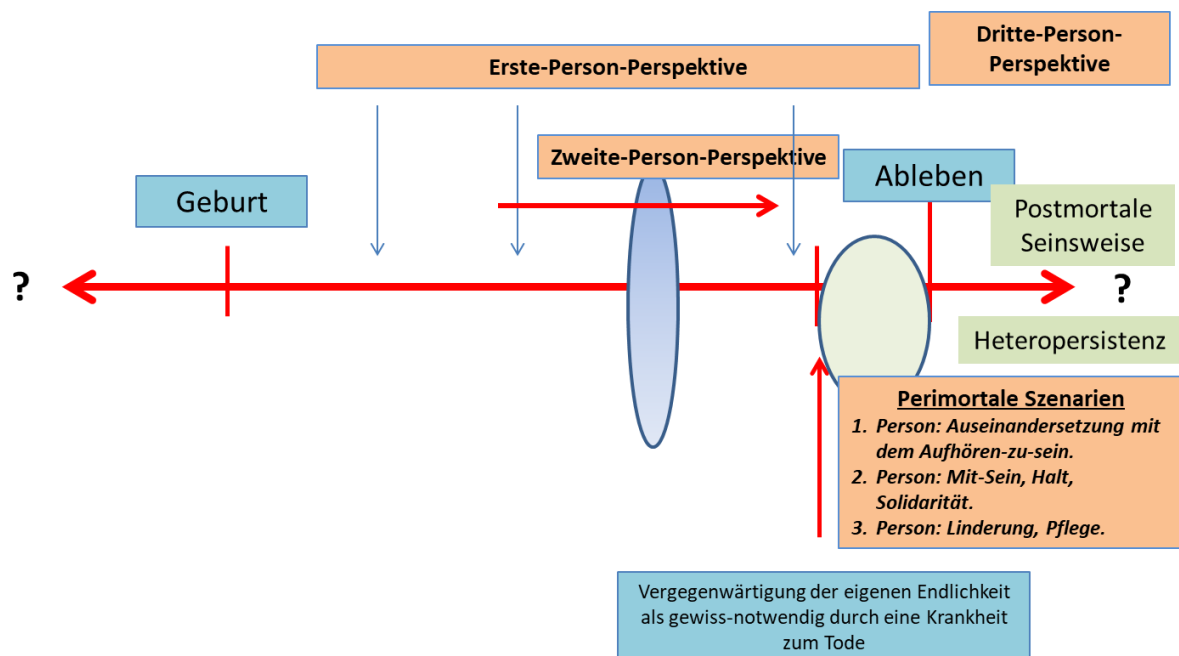 Dritte-Person-
Perspektive
Erste-Person-Perspektive
Zweite-Person-Perspektive
Ableben
Geburt
Postmortale
Seinsweise
?
?
Heteropersistenz
Perimortale Szenarien
1. Person: Auseinandersetzung mit
dem Aufhören-zu-sein.
2. Person: Mit-Sein, Halt,
Solidarität.
3. Person: Linderung, Pflege.
Vergegenwärtigung der eigenen Endlichkeit
als gewiss-notwendig durch eine Krankheit
zum Tode